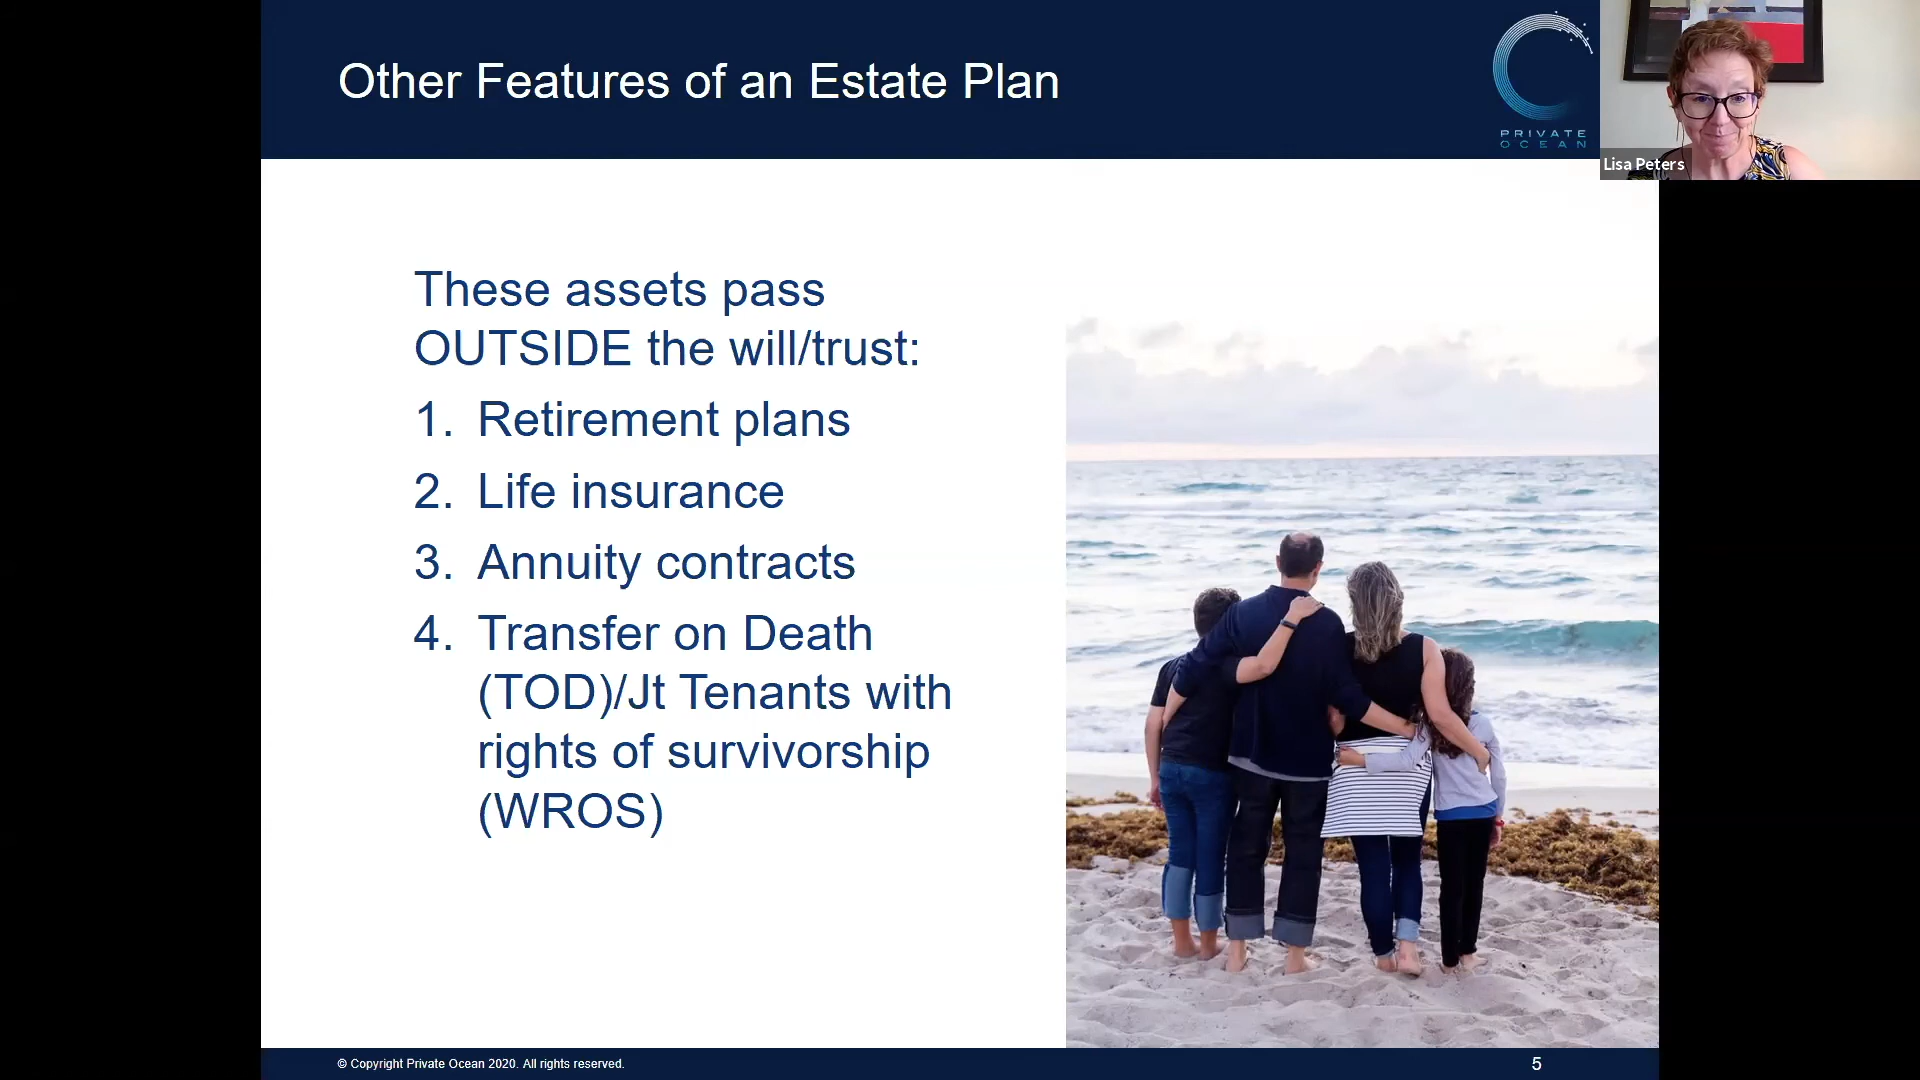 Other Features of an Estate Plan
PRIVATE
OCEAN
Lisa Peters
These assets pass
OUTSIDE the will/trust:
1. Retirement plans
2. Life insurance
3. Annuity contracts
4. Transfer on Death
(TOD)/Jt Tenants with
rights of survivorship
(WROS)
© Copyright Private Ocean 2020. All rights reserved.
5